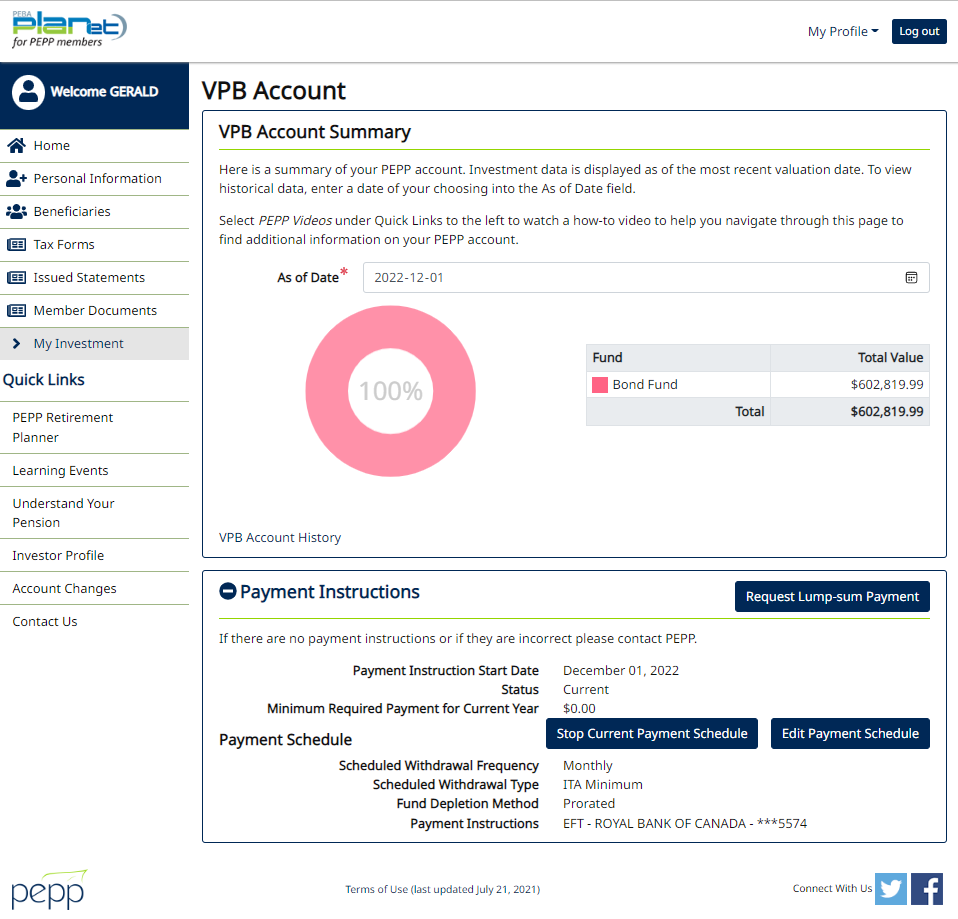 PEBA
planet
for PEPP members
My Profile
Log out
Welcome GERALD
Home
Personal Information
Beneficiaries
Tax Forms
Issued Statements
Member Documents
My Investment
Quick Links
PEPP Retirement
Planner
Learning Events
Understand Your
Pension
Investor Profile
Account Changes
Contact Us
VPB Account
VPB Account Summary
Here is a summary of your PEPP account. Investment data is displayed as of the most recent valuation date. To view
historical data, enter a date of your choosing into the As of Date field.
Select PEPP Videos under Quick Links to the left to watch a how-to video to help you navigate through this page to
find additional information on your PEPP account.
As of Date* 2022-12-01
100%
Fund Total Value
Bond Fund $602,819.99
Total $602,819.99
VPB Account History
Payment Instructions
Request Lump-sum Payment
If there are no payment instructions or if they are incorrect please contact PEPP.
Payment Instruction Start Date December 01, 2022
Status Current
Minimum Required Payment for Current Year $0.00
Payment Schedule Stop Current Payment Schedule Edit Payment Schedule
Scheduled Withdrawal Frequency Monthly
Scheduled Withdrawal Type ITA Minimum
Fund Depletion Method Prorated
Payment Instructions EFT - ROYAL BANK OF CANADA - ***5574
pepp
Terms of Use (last updated July 21, 2021)
Connect With Us